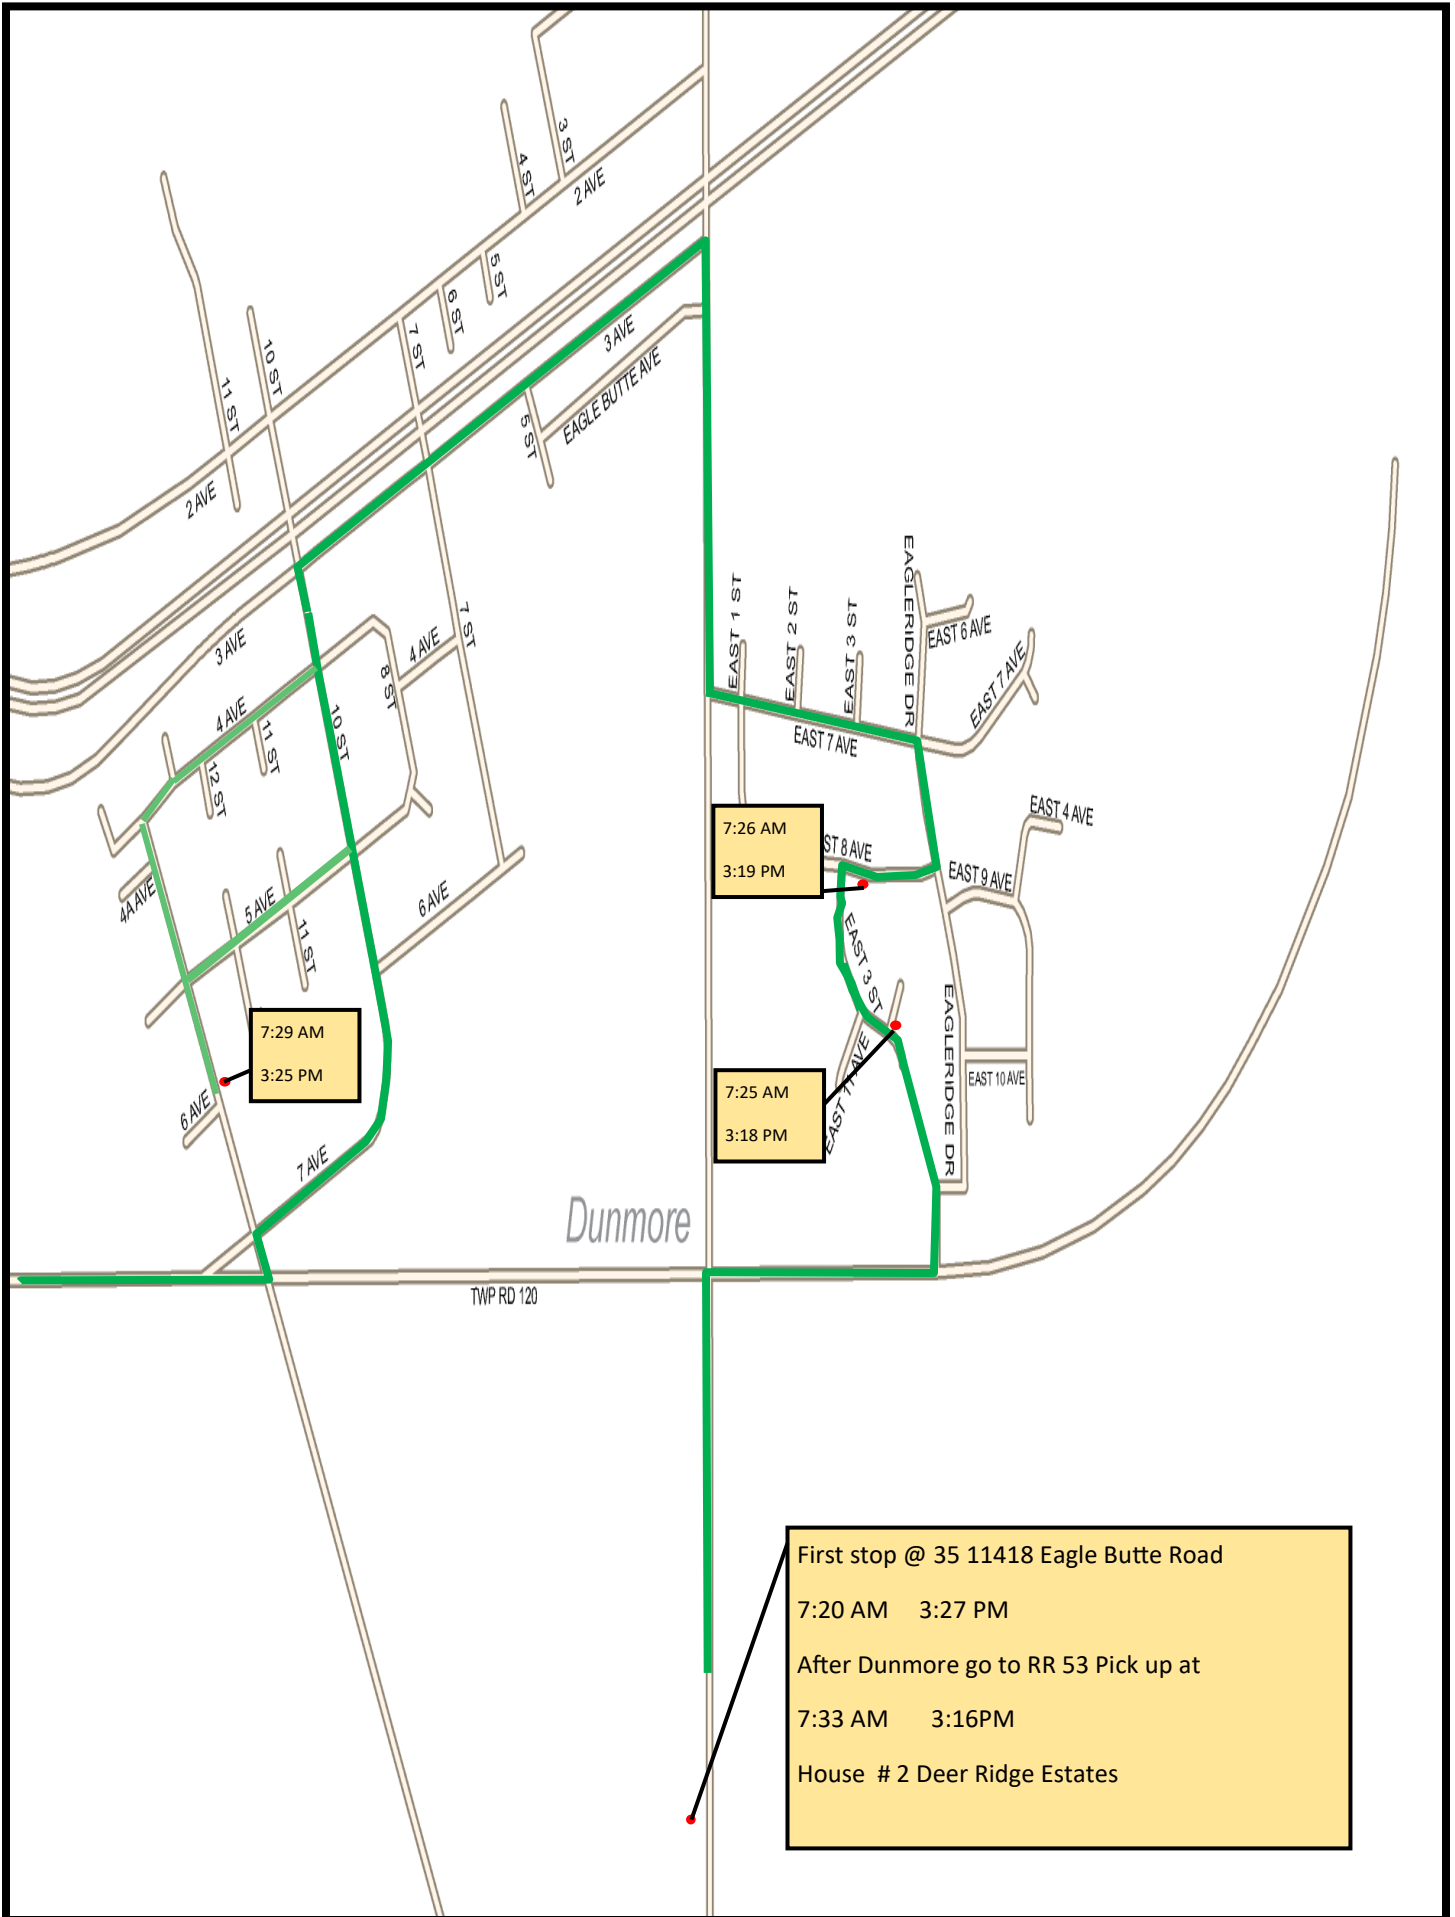 3 ST
4 ST
2 AVE
5 ST
6 ST
7 ST
10 ST
11 ST
3 AVE
EAGLE BUTTE AVE
5 ST
2 AVE
EAGLERIDGE DR
EAST 1 ST
EAST 2 ST
EAST 3 ST
EAST 6 AVE
EAST 7 AVE
EAST 7 AVE
7 ST
4 AVE
8 ST
3 AVE
4 AVE
10 ST
11 ST
12 ST
7:26 AM
3:19 PM
ST 8 AVE
EAST 4 AVE
EAST 9 AVE
4A AVE
5 AVE
6 AVE
11 ST
EAST 3 ST
7:29 AM
3:25 PM
EAGLERIDGE DR
EAST 10 AVE
7:25 AM
3:18 PM
6 AVE
7 AVE
Dunmore
TWP RD 120
First stop @ 35 11418 Eagle Butte Road
7:20 AM 3:27 PM
After Dunmore go to RR 53 Pick up at
7:33 AM 3:16PM
House # 2 Deer Ridge Estates